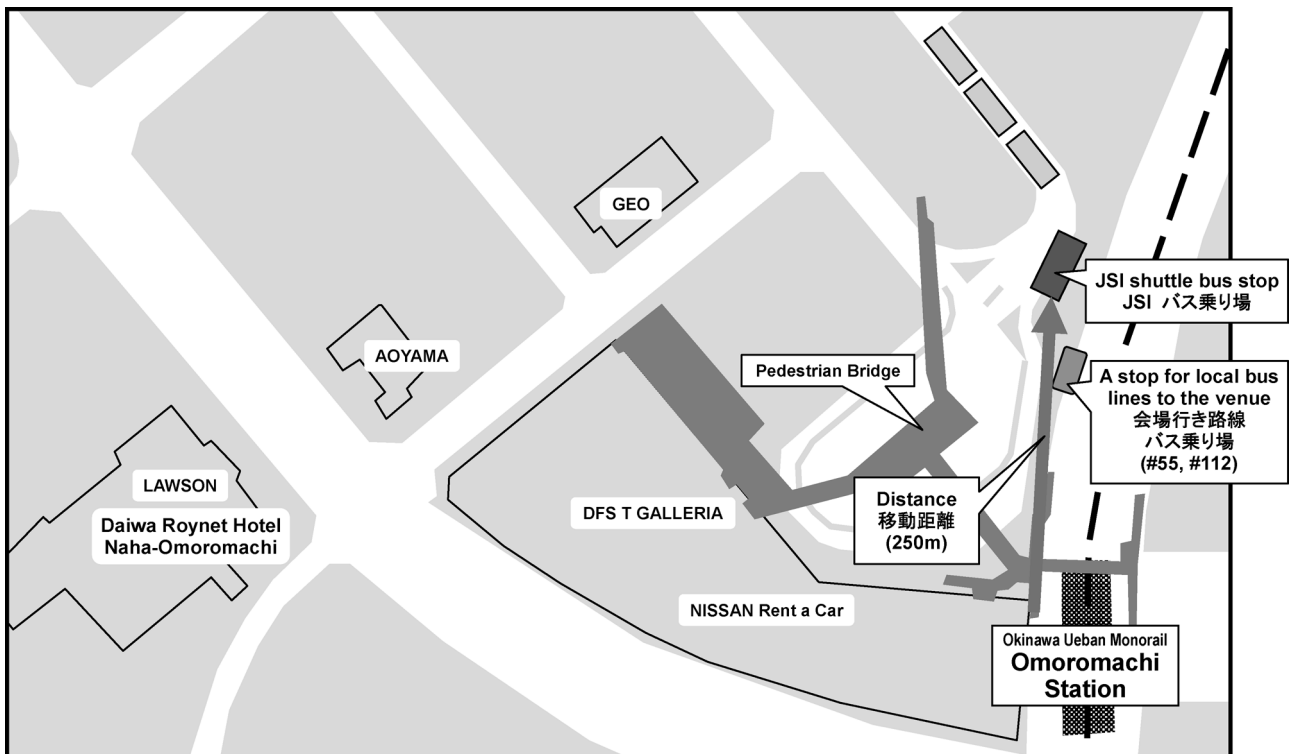 GEO
JSI shuttle bus stop
JSI バス乗り場
AOYAMA
Pedestrian Bridge
A stop for local bus
lines to the venue
会場行き路線
バス乗り場
(#55, #112)
LAWSON
Daiwa Roynet Hotel
Naha-Omoromachi
DFS T GALLERIA
Distance
移動距離
(250m)
NISSAN Rent a Car
Okinawa Ueban Monorail
Omoromachi
Station